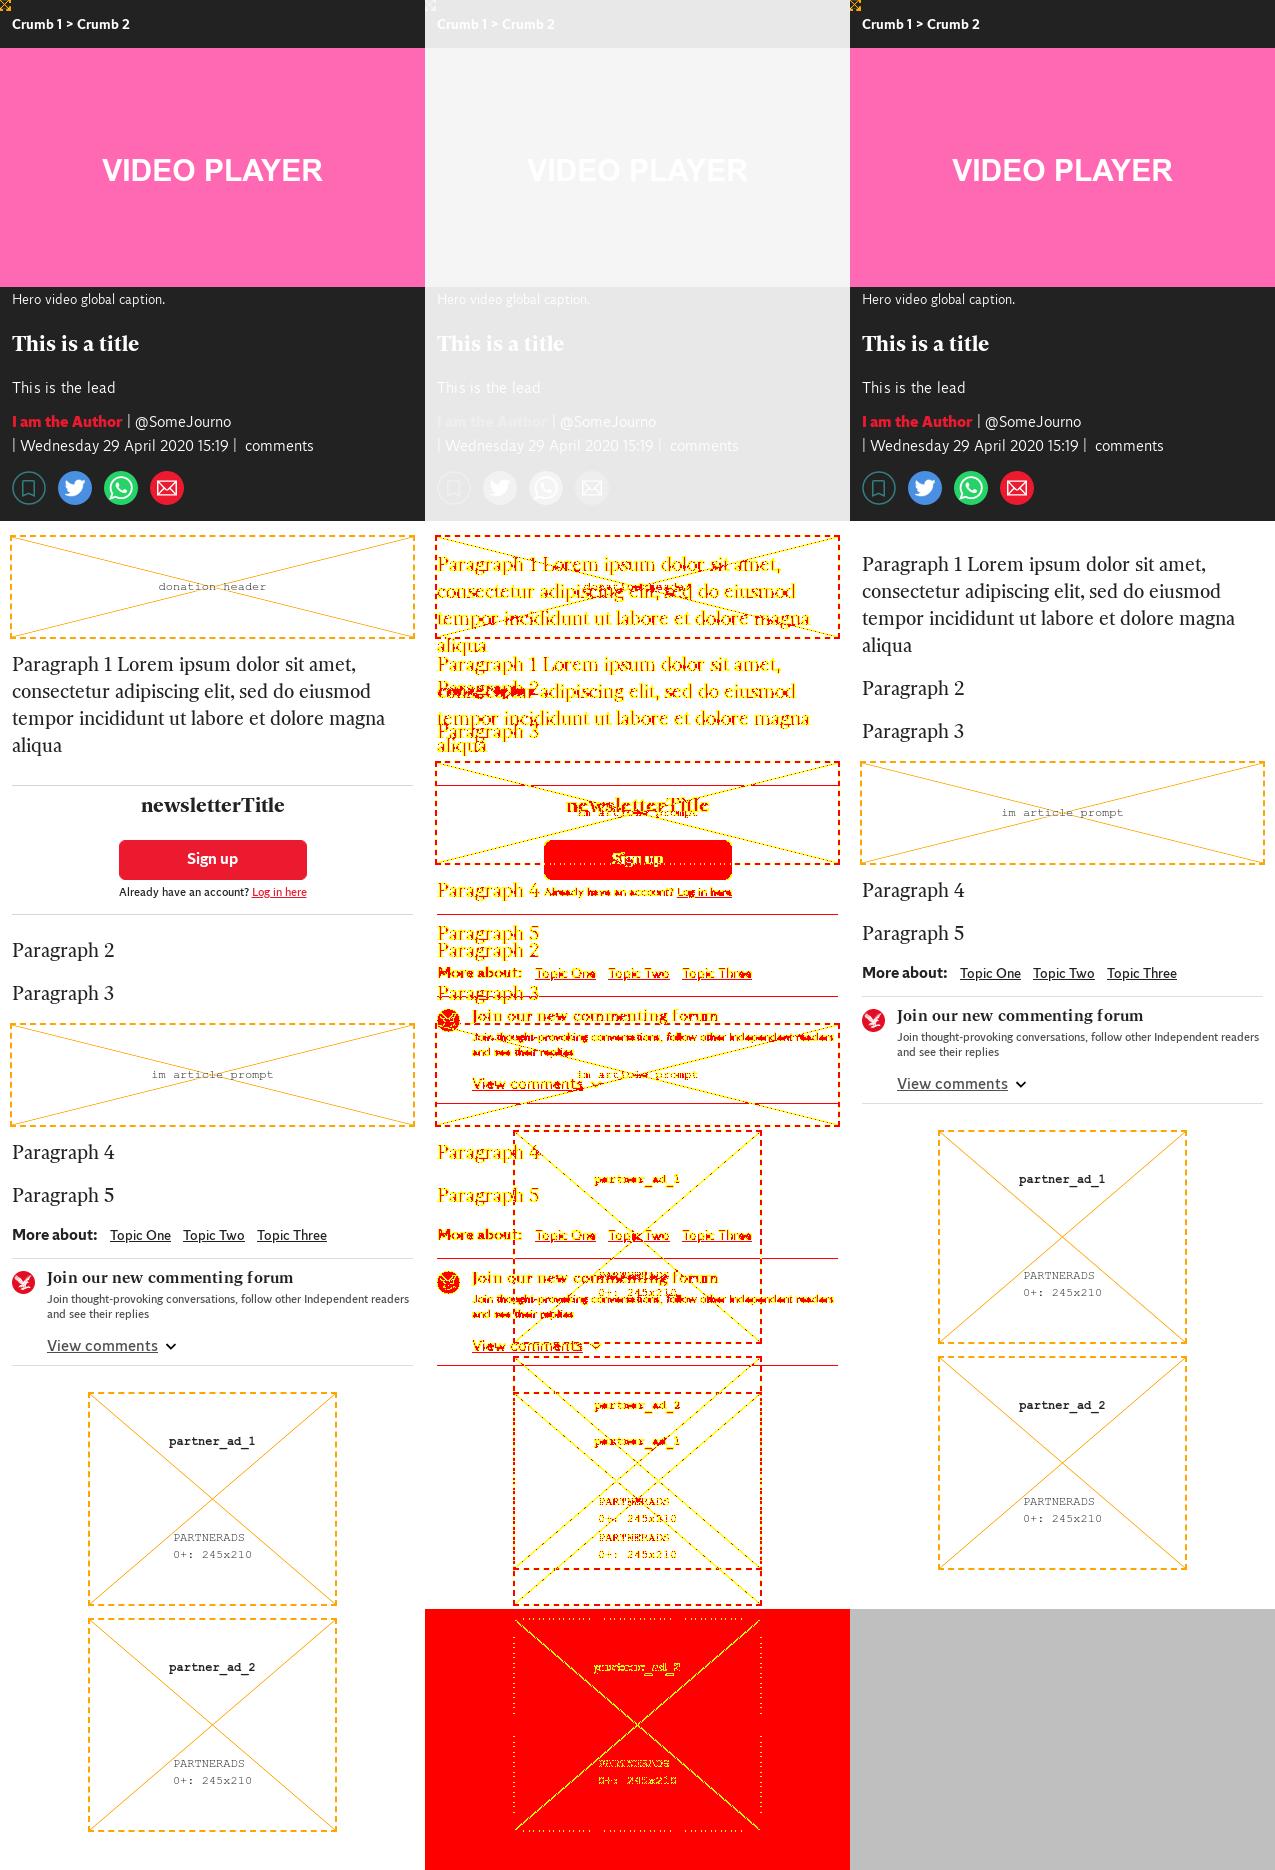 Crumb 1 > Crumb 2
VIDEO PLAYER
Hero video global caption.
This is a title
This is the lead
I am the Author | @SomeJourno
| Wednesday 29 April 2020 15:19 | comments
donation header
Paragraph 1 Lorem ipsum dolor sit amet,
consectetur adipiscing elit, sed do eiusmod
tempor incididunt ut labore et dolore magna
aliqua
newsletterTitle
Sign up
Already have an account? Log in here
Paragraph 2
Paragraph 3
im article prompt
Paragraph 4
Paragraph 5
More about: Topic One Topic Two Topic Three
Join our new commenting forum
Join thought-provoking conversations, follow other Independent readers
and see their replies
View comments
partner_ad_1
PARTNERADS
0+: 245x210
partner_ad_2
PARTNERADS
0+: 245x210
Crumb 1 > Crumb 2
VIDEO PLAYER
Hero video global caption.
This is a title
This is the lead
I am the Author | @SomeJourno
| Wednesday 29 April 2020 15:19 | comments
Paragraph 1 Lorem ipsum dolor sit amet,
consectetur adipiscing elit, sed do eiusmod
tempor incididunt ut labore et dolore magna
aliqua
Paragraph 1 Lorem ipsum dolor sit amet,
Paragraph 2
consectetur adipiscing elit, sed do eiusmod
tempor incididunt ut labore et dolore magna
Paragraph 3
aliqua
newsletterTitle
im article prompt
Sign up
Paragraph 4
Already have an account? Log in here
Paragraph 5
Paragraph 2
More about: Topic One Topic Two Topic Three
Paragraph 3
Join our new commenting forum
Join thought-provoking conversations, follow other Independent readers
and see their replies
im article prompt
View comments
Paragraph 4
partner_ad_1
Paragraph 5
More about: Topic One Topic Two Topic Three
Join our new commenting forum
PARTNERADS
0+: 245x210
Join thought-provoking conversations, follow other Independent readers
and see their replies
View comments
partner_ad_2
partner_ad_1
PARTNERADS
0+: 245x210
PARTNERADS
0+: 245x210
partner_ad_2
PARTNERADS
0+: 245x210
Crumb 1 > Crumb 2
VIDEO PLAYER
Hero video global caption.
This is a title
This is the lead
I am the Author | @SomeJourno
| Wednesday 29 April 2020 15:19 | comments
Paragraph 1 Lorem ipsum dolor sit amet,
consectetur adipiscing elit, sed do eiusmod
tempor incididunt ut labore et dolore magna
aliqua
Paragraph 2
Paragraph 3
im article prompt
Paragraph 4
Paragraph 5
More about: Topic One Topic Two Topic Three
Join our new commenting forum
Join thought-provoking conversations, follow other Independent readers
and see their replies
View comments
partner_ad_1
PARTNERADS
0+: 245x210
partner_ad_2
PARTNERADS
0+: 245x210